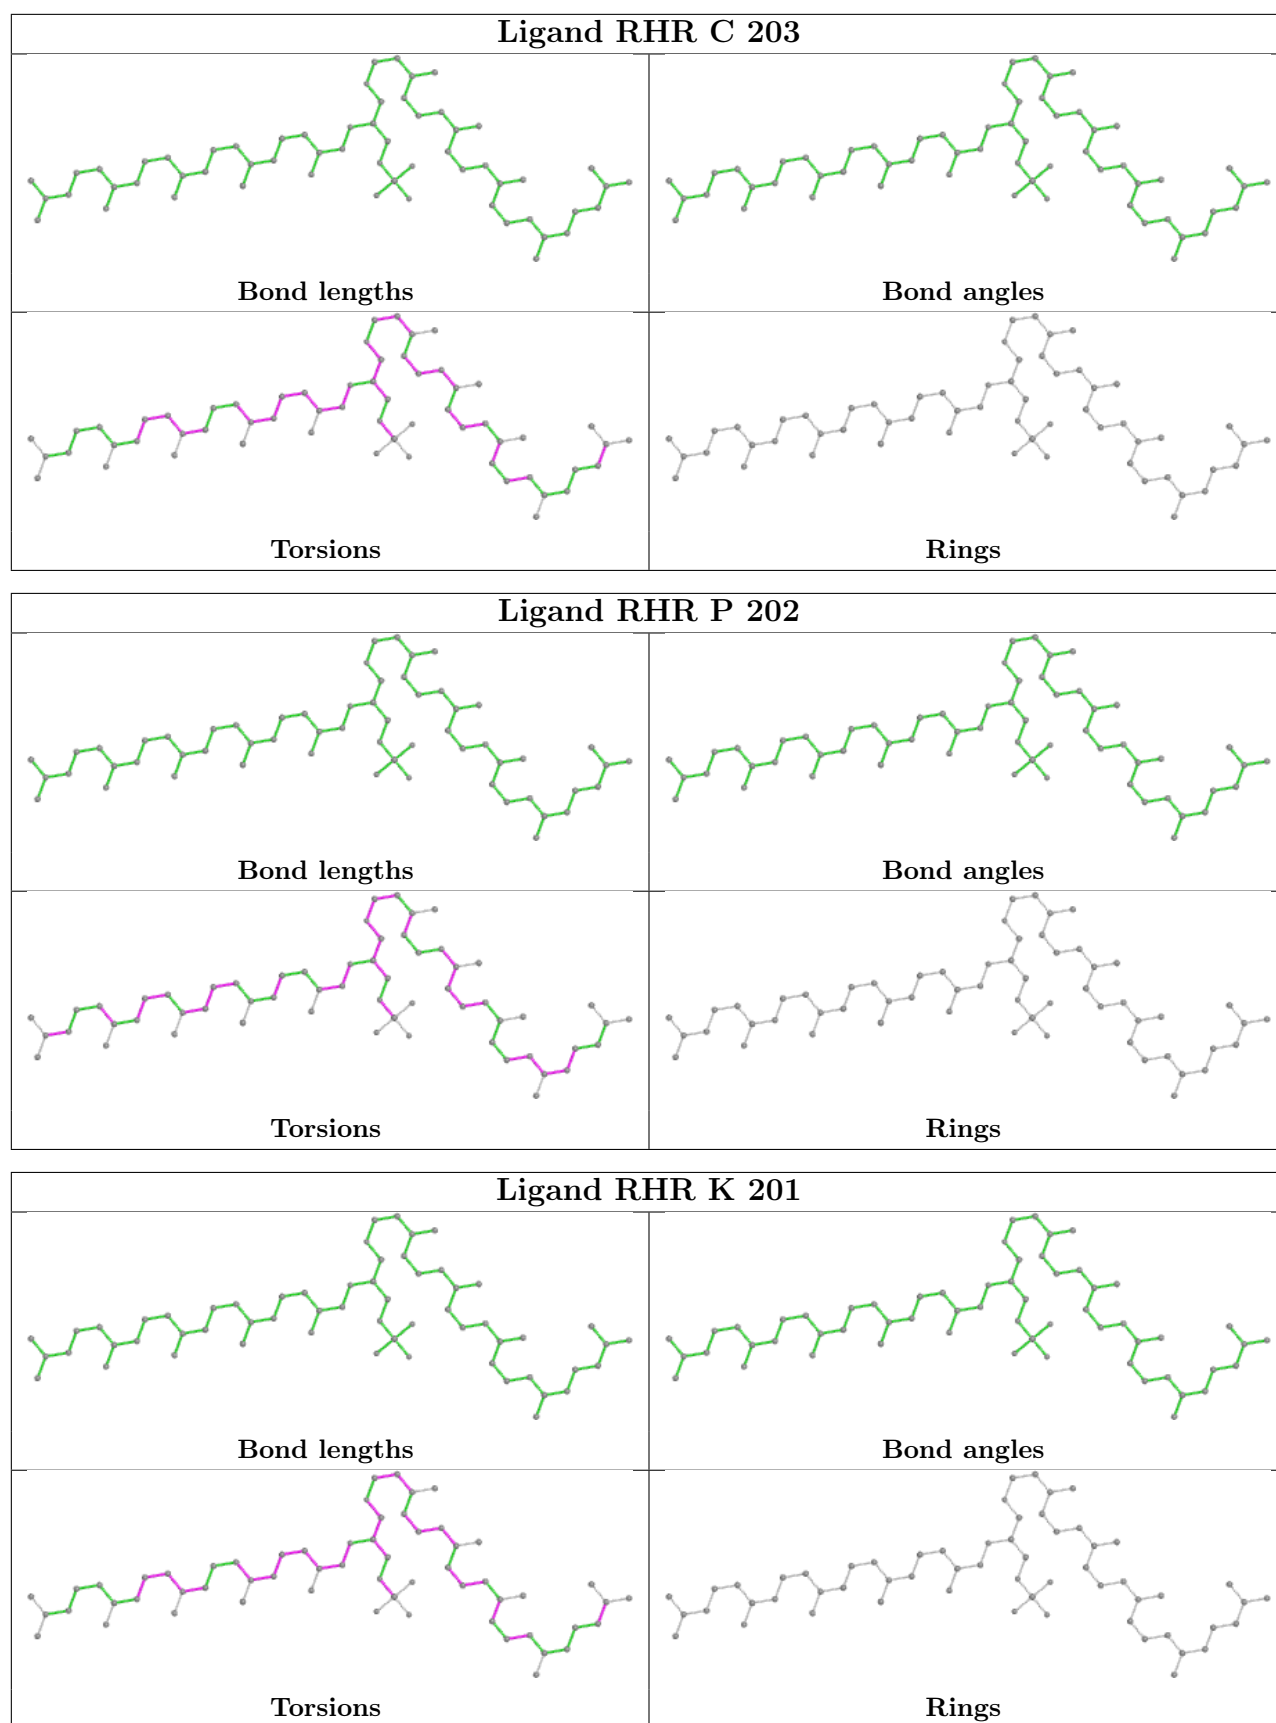 Ligand RHR C 203
Bond lengths
Bond angles
Torsions
Rings
Ligand RHR P 202
Bond lengths
Bond angles
Torsions
Rings
Ligand RHR K 201
Bond lengths
Bond angles
Torsions
Rings